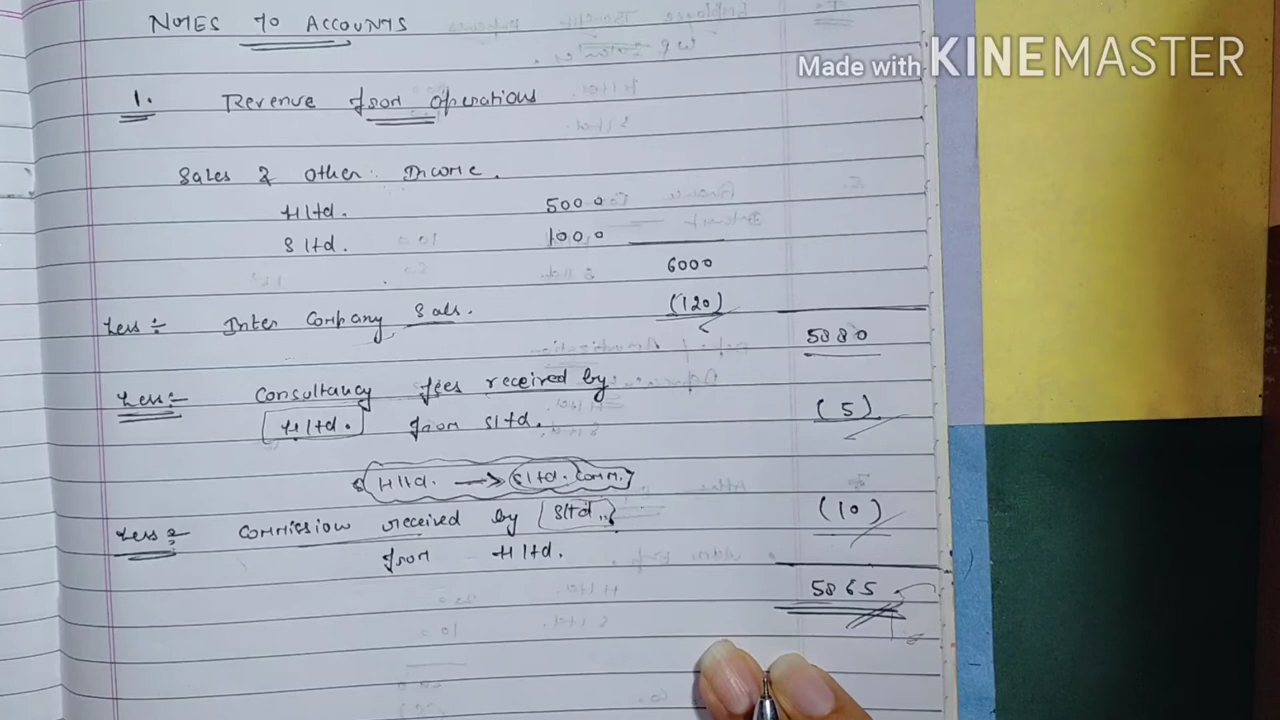 NOTES TO ACCOUNTS
Made with KINEMASTER
1. Revenue from operations
Sales & other Income.
H ltd. 5000
S ltd. 1000
6000
Less:- Inter Company Sals. (120)
5880
Less:- Consultancy fees received by
H ltd. from S ltd. (5)
H ltd. → S ltd. comm.
Less:- Commission received by S ltd. (10)
from H ltd.
5865